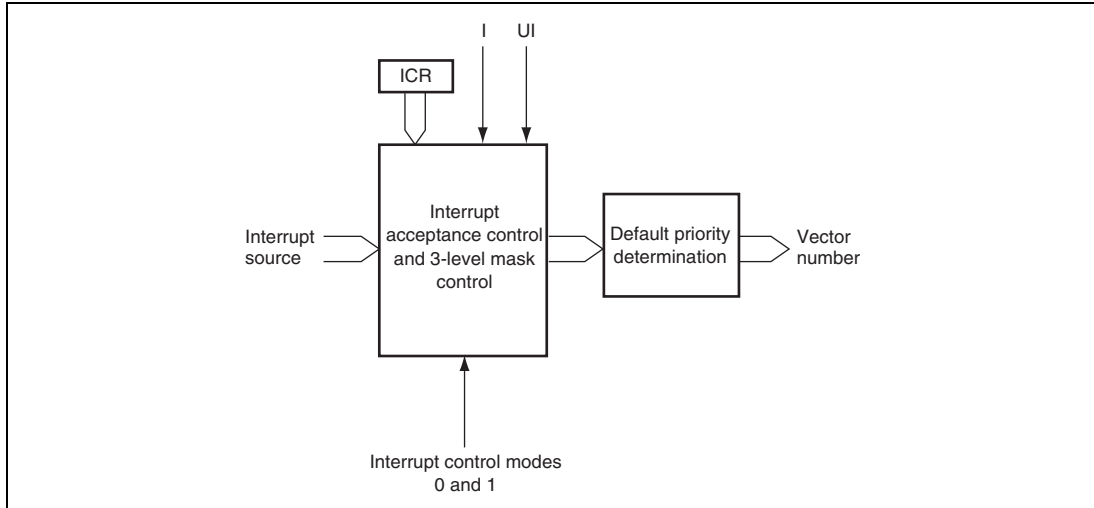 I UI
ICR
Interrupt
acceptance control
and 3-level mask
control
Interrupt
source
Default priority
determination
Vector
number
Interrupt control modes
0 and 1